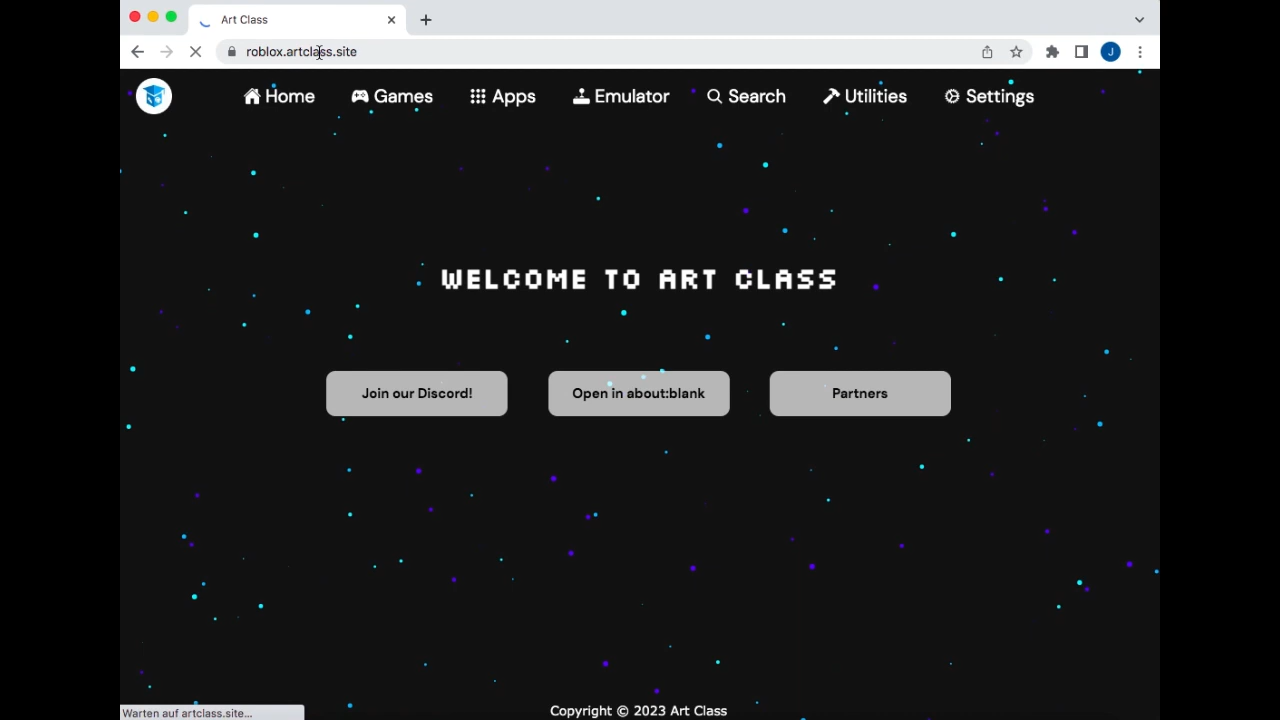 Art Class
roblox.artclass.site
J
Home Games Apps Emulator Search Utilities Settings
WELCOME TO ART CLASS
Join our Discord! Open in about:blank Partners
Warten auf artclass.site...
Copyright © 2023 Art Class